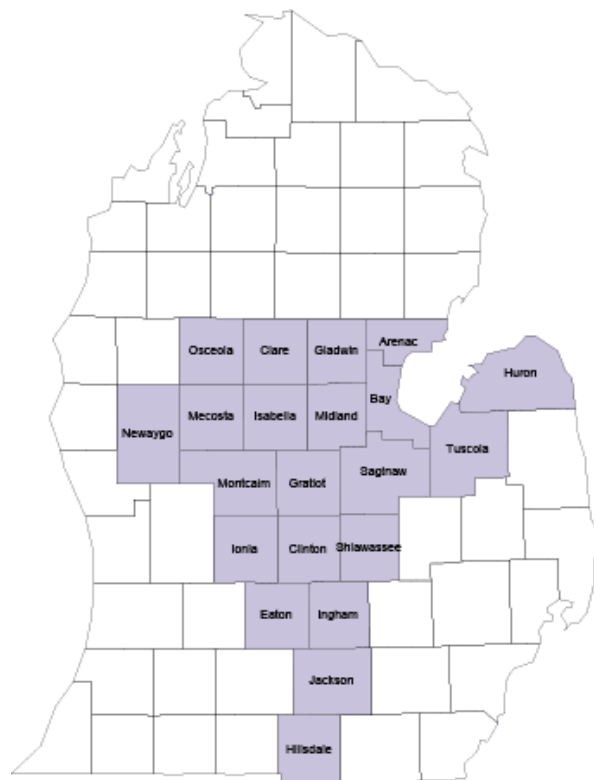 Osceola
Clare
Gladwin
Arenac
Huron
Newaygo
Mecosta
Isabella
Midland
Bay
Tuscola
Montcaim
Gratiot
Saginaw
Ionia
Clinton
Shiawassee
Eaton
Ingham
Jackson
Hillsdale